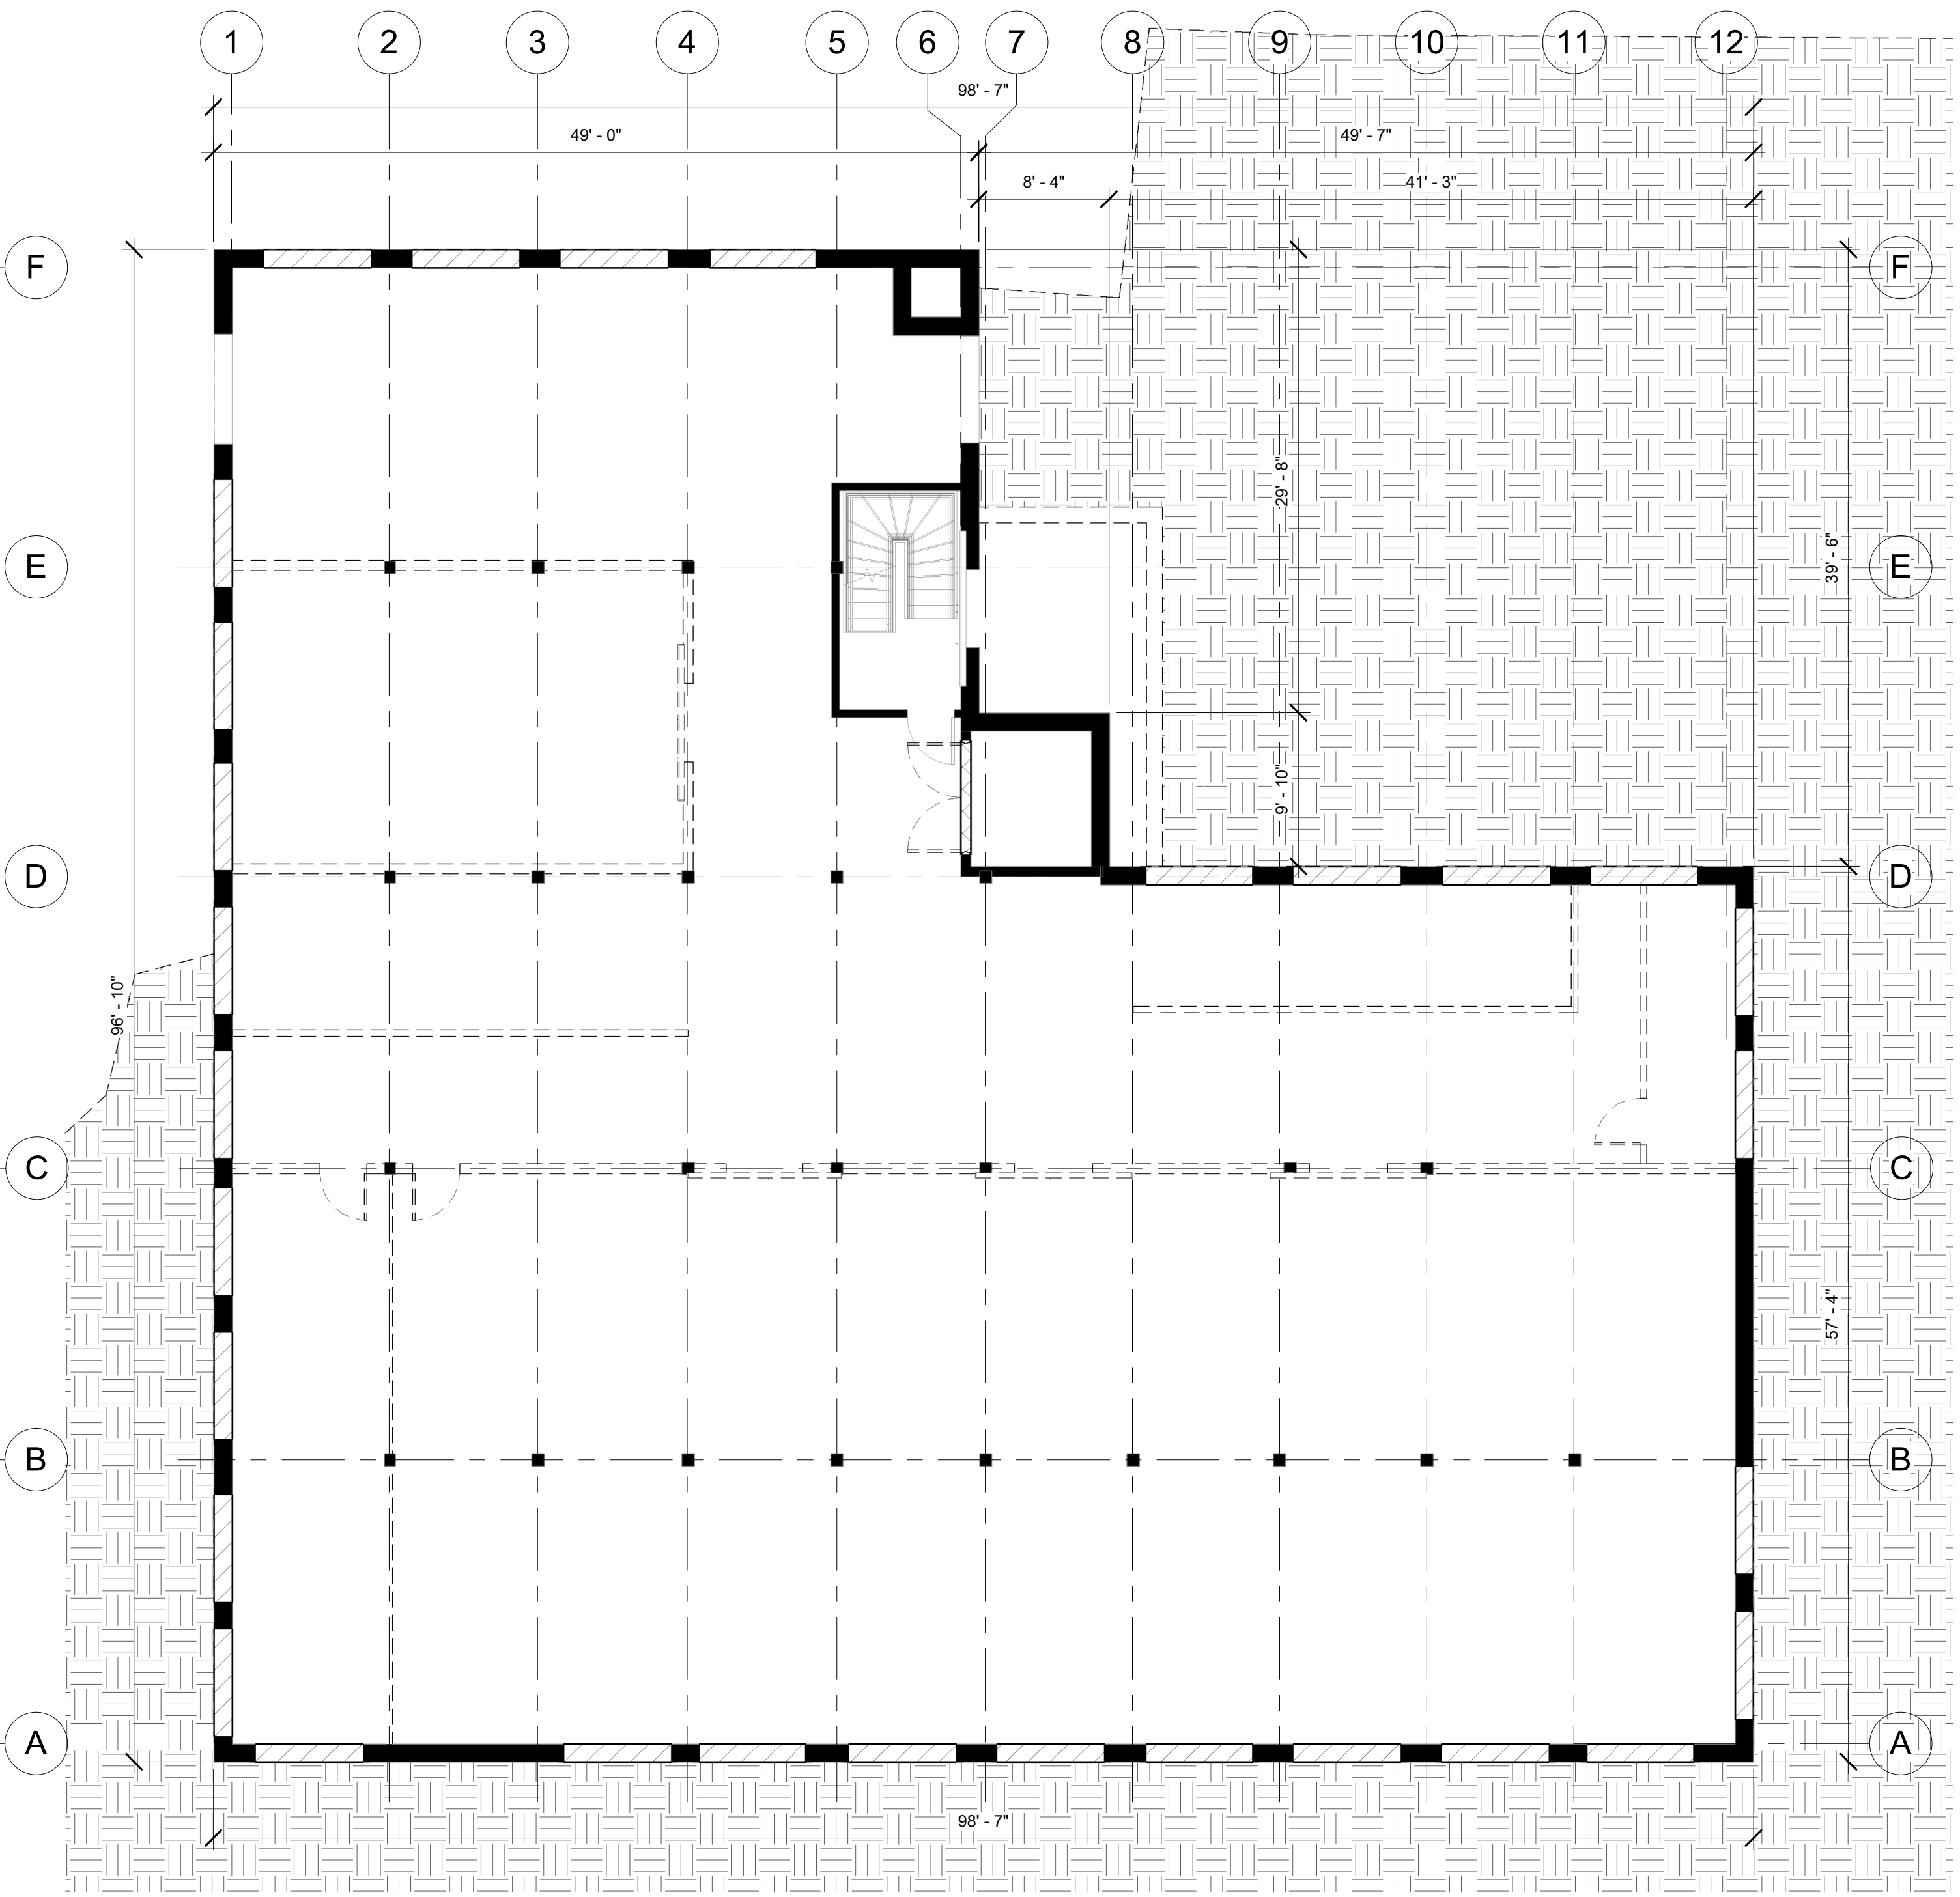 1 2 3 4 5 6 7 8 9 10 11 12
98' - 7"
49' - 0" 49' - 7"
8' - 4" 41' - 3"
F F
29' - 8"
E 39' - 6" E
9' - 10"
D D
96' - 10"
C C
57' - 4"
B B
A A
98' - 7"